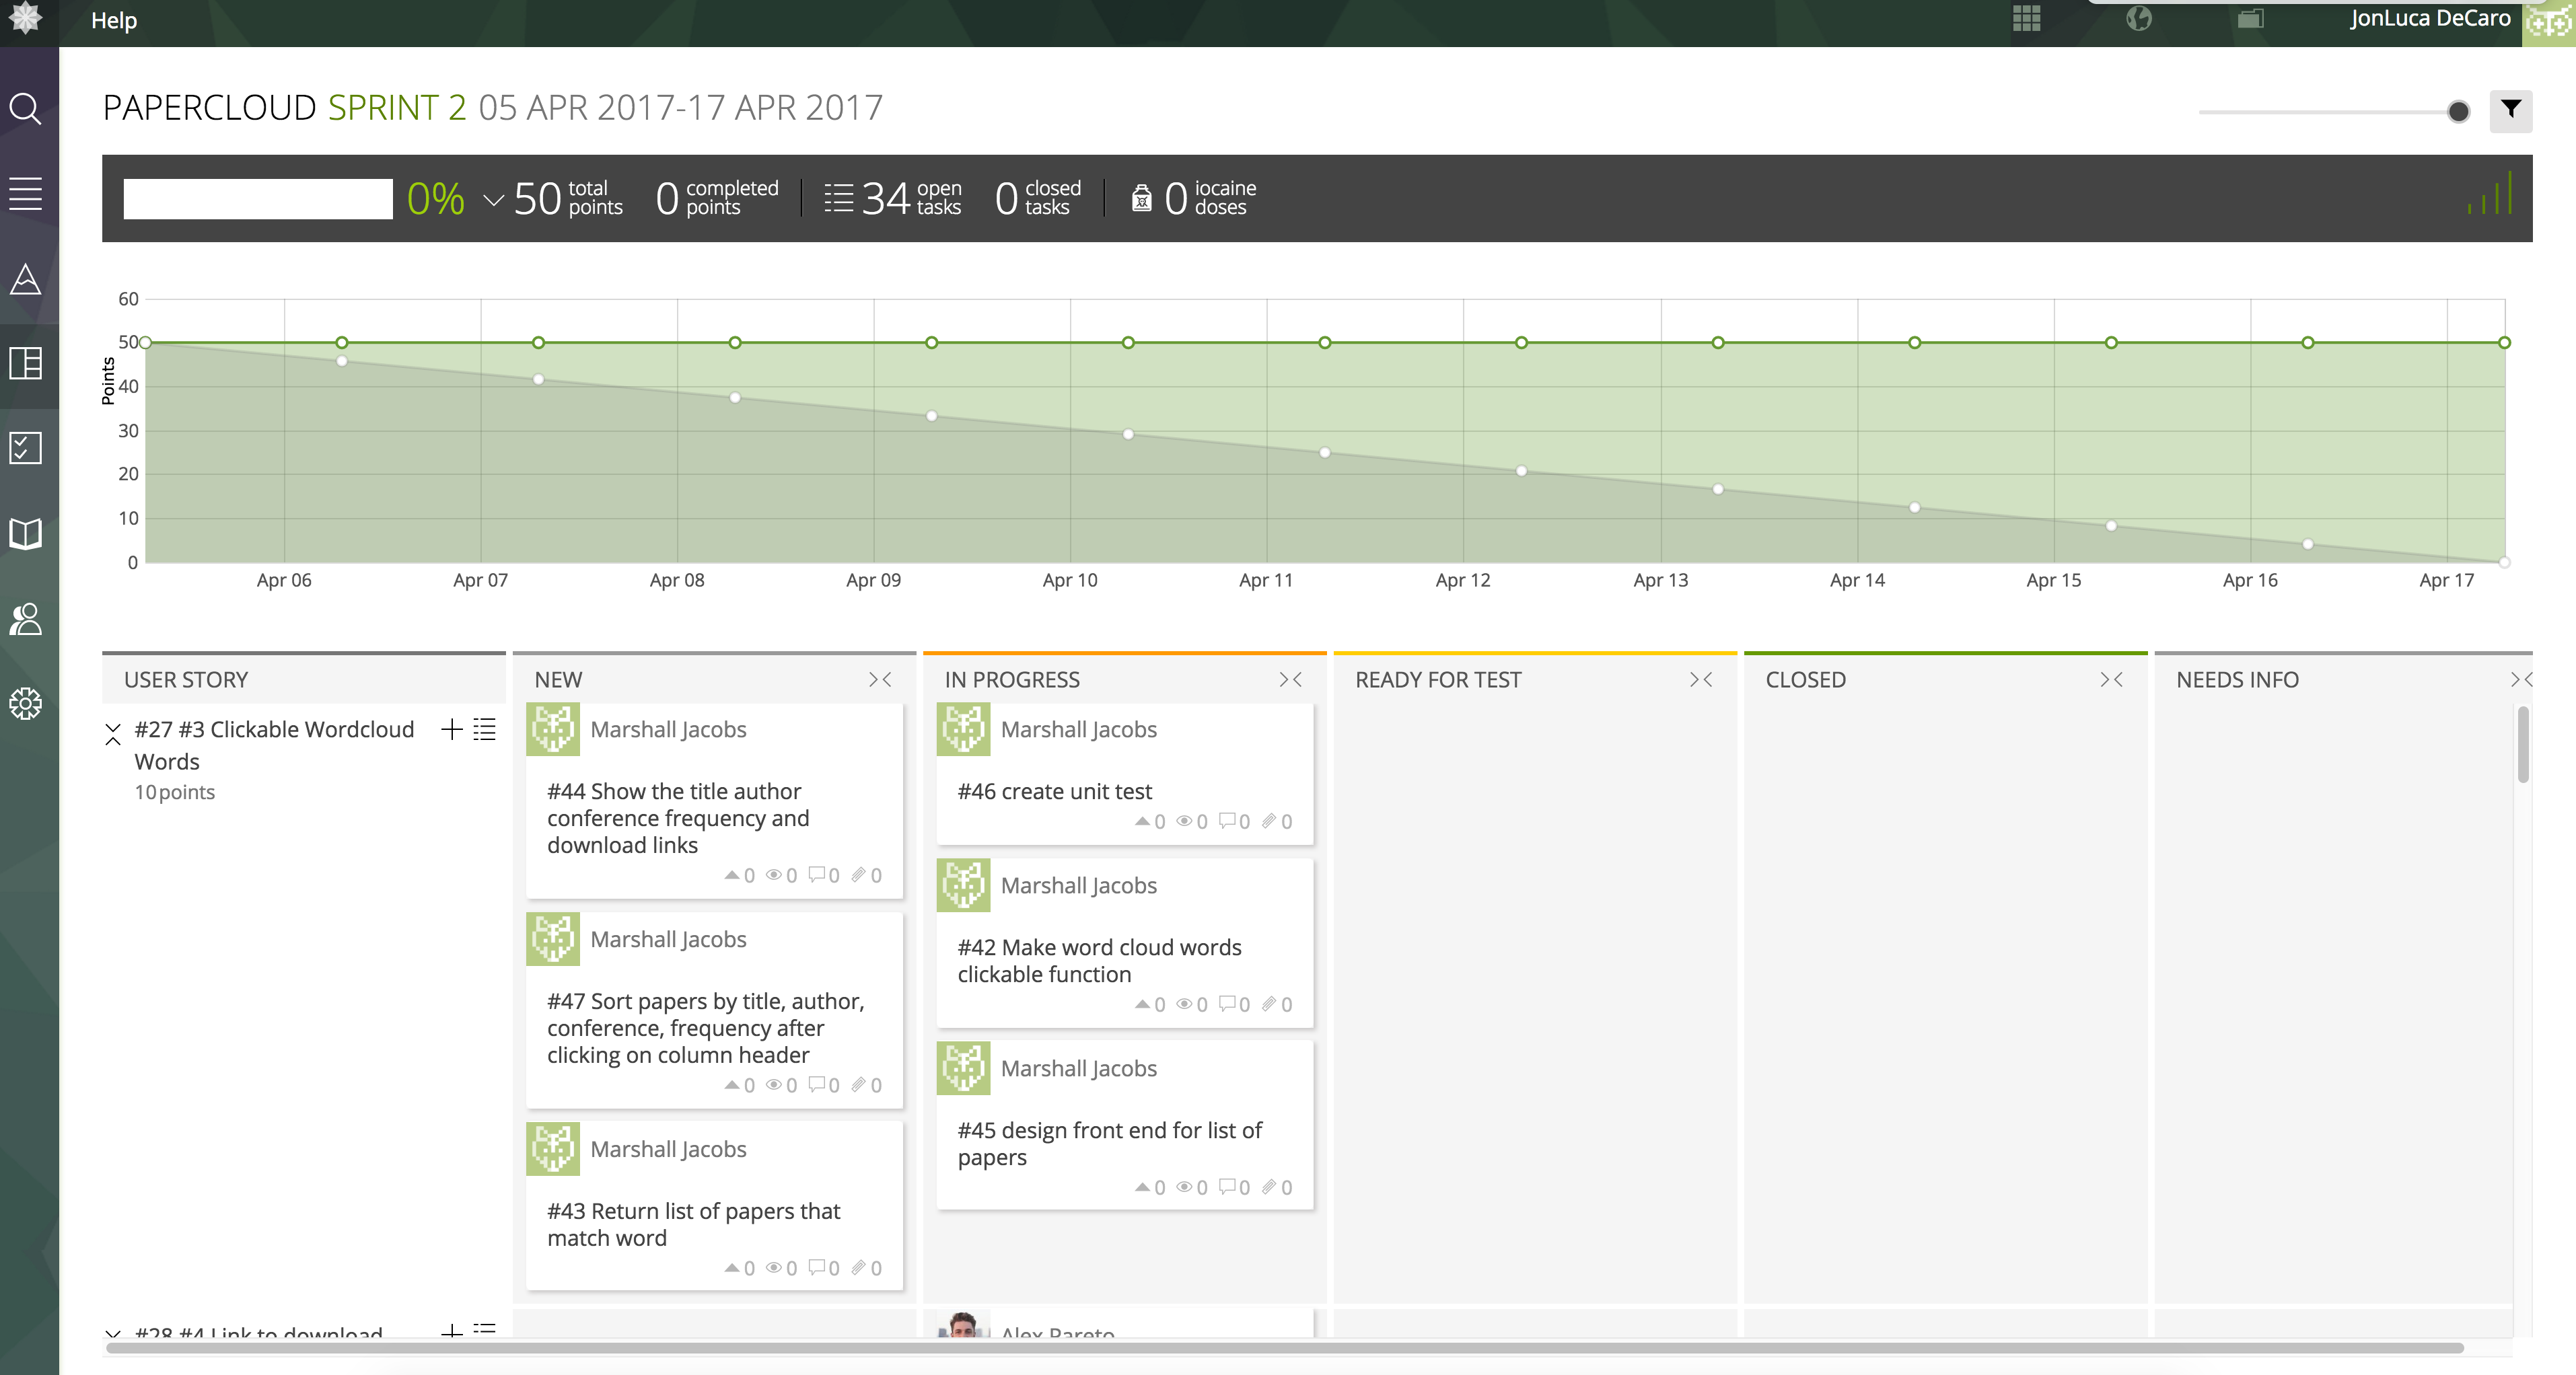 Help
JonLuca DeCaro
PAPERCLOUD SPRINT 2 05 APR 2017-17 APR 2017
0% 50 total points 0 completed points 34 open tasks 0 closed tasks 0 iocaine doses
60
50
40
30
20
10
0
Points
Apr 06 Apr 07 Apr 08 Apr 09 Apr 10 Apr 11 Apr 12 Apr 13 Apr 14 Apr 15 Apr 16 Apr 17
USER STORY NEW IN PROGRESS READY FOR TEST CLOSED NEEDS INFO
#27 #3 Clickable Wordcloud
Words
10 points
Marshall Jacobs
#44 Show the title author
conference frequency and
download links
0 0 0 0
Marshall Jacobs
#47 Sort papers by title, author,
conference, frequency after
clicking on column header
0 0 0 0
Marshall Jacobs
#43 Return list of papers that
match word
0 0 0 0
Marshall Jacobs
#46 create unit test
0 0 0 0
Marshall Jacobs
#42 Make word cloud words
clickable function
0 0 0 0
Marshall Jacobs
#45 design front end for list of
papers
0 0 0 0
#28 #4 Link to download
Alex Pareto